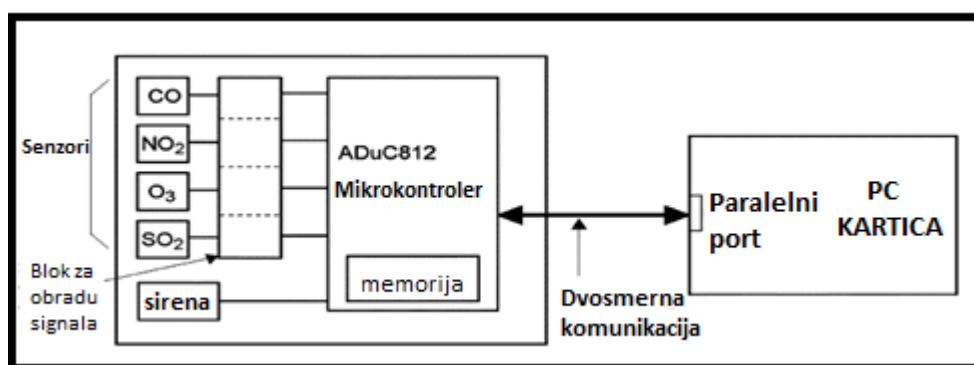 Senzori
CO
NO₂
O₃
SO₂
Blok za
obradu
signala
sirena
ADuC812
Mikrokontroler
memorija
Dvosmerna
komunikacija
Paralelni
port
PC
KARTICA